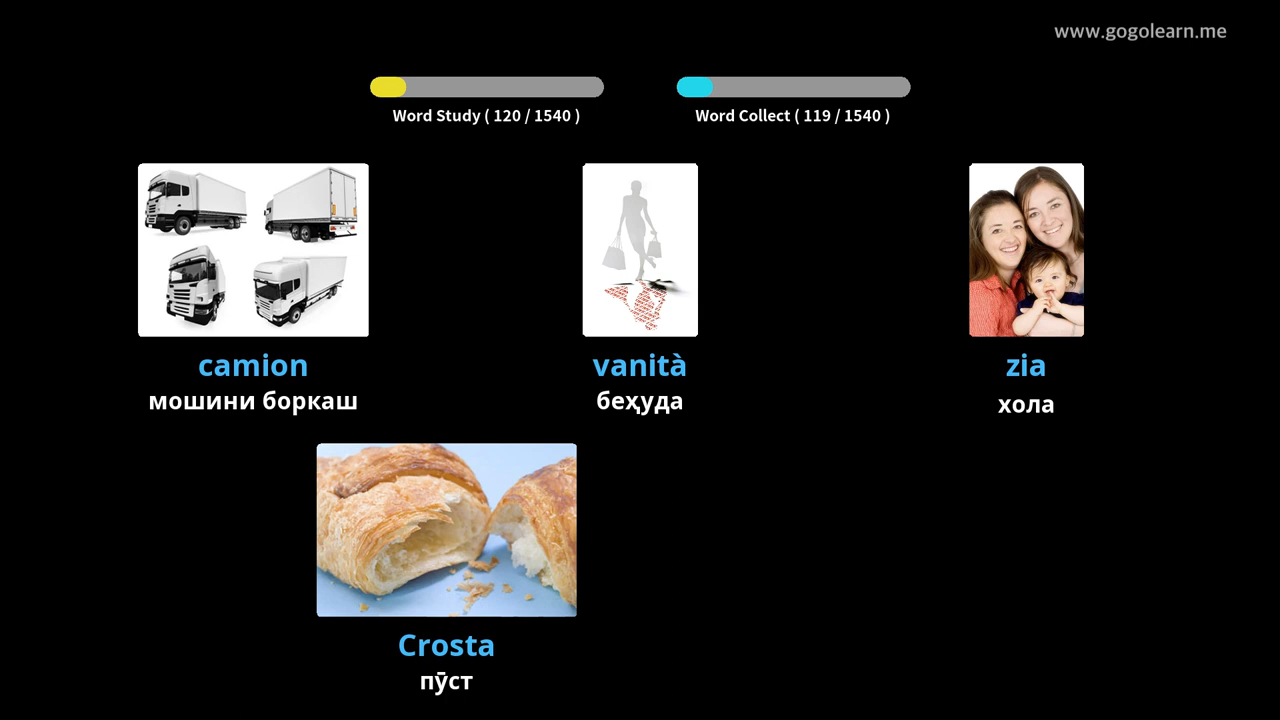 www.gogolearn.me
Word Study ( 120 / 1540 )
Word Collect ( 119 / 1540 )
camion
мошини боркаш
vanità
беҳуда
zia
хола
Crosta
пӯст